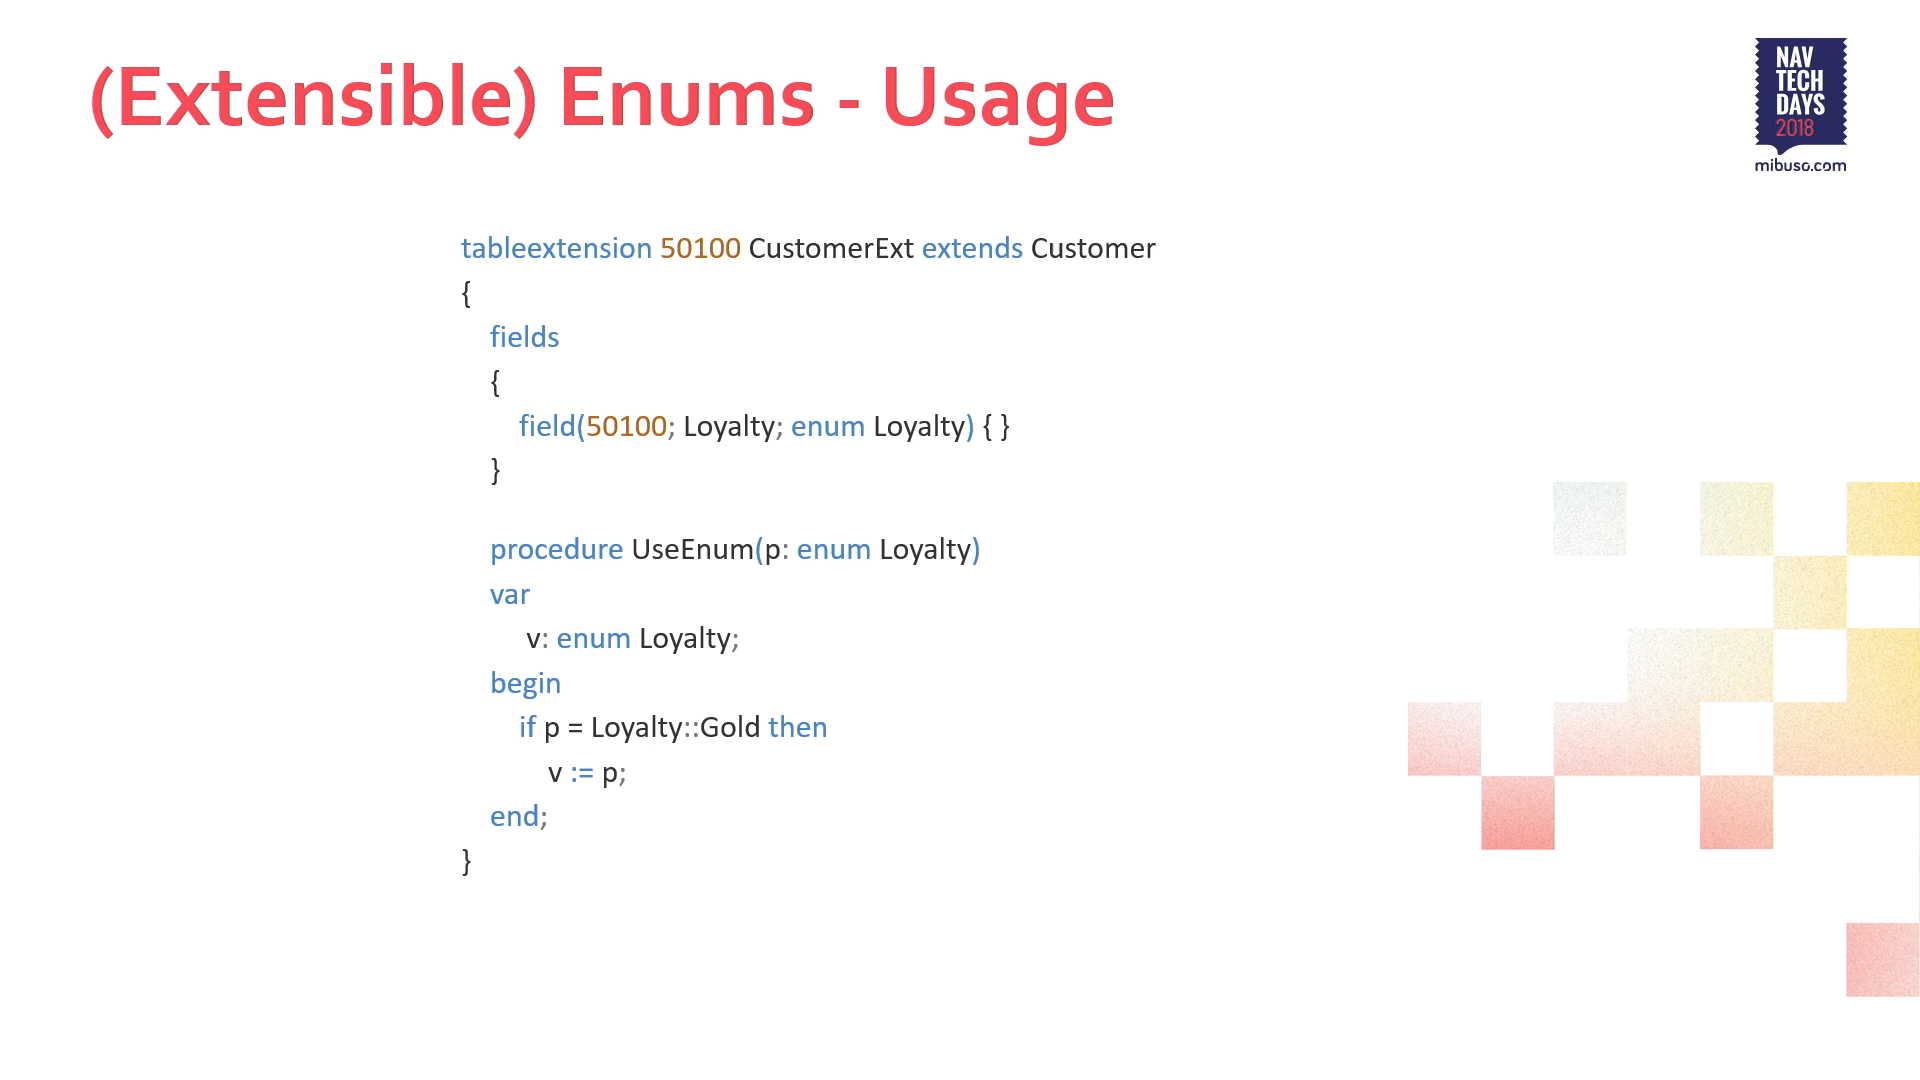 (Extensible) Enums - Usage
NAV
TECH
DAYS
2018
mibuso.com
tableextension 50100 CustomerExt extends Customer
{
fields
{
field(50100; Loyalty; enum Loyalty) { }
}
procedure UseEnum(p: enum Loyalty)
var
v: enum Loyalty;
begin
if p = Loyalty::Gold then
v := p;
end;
}